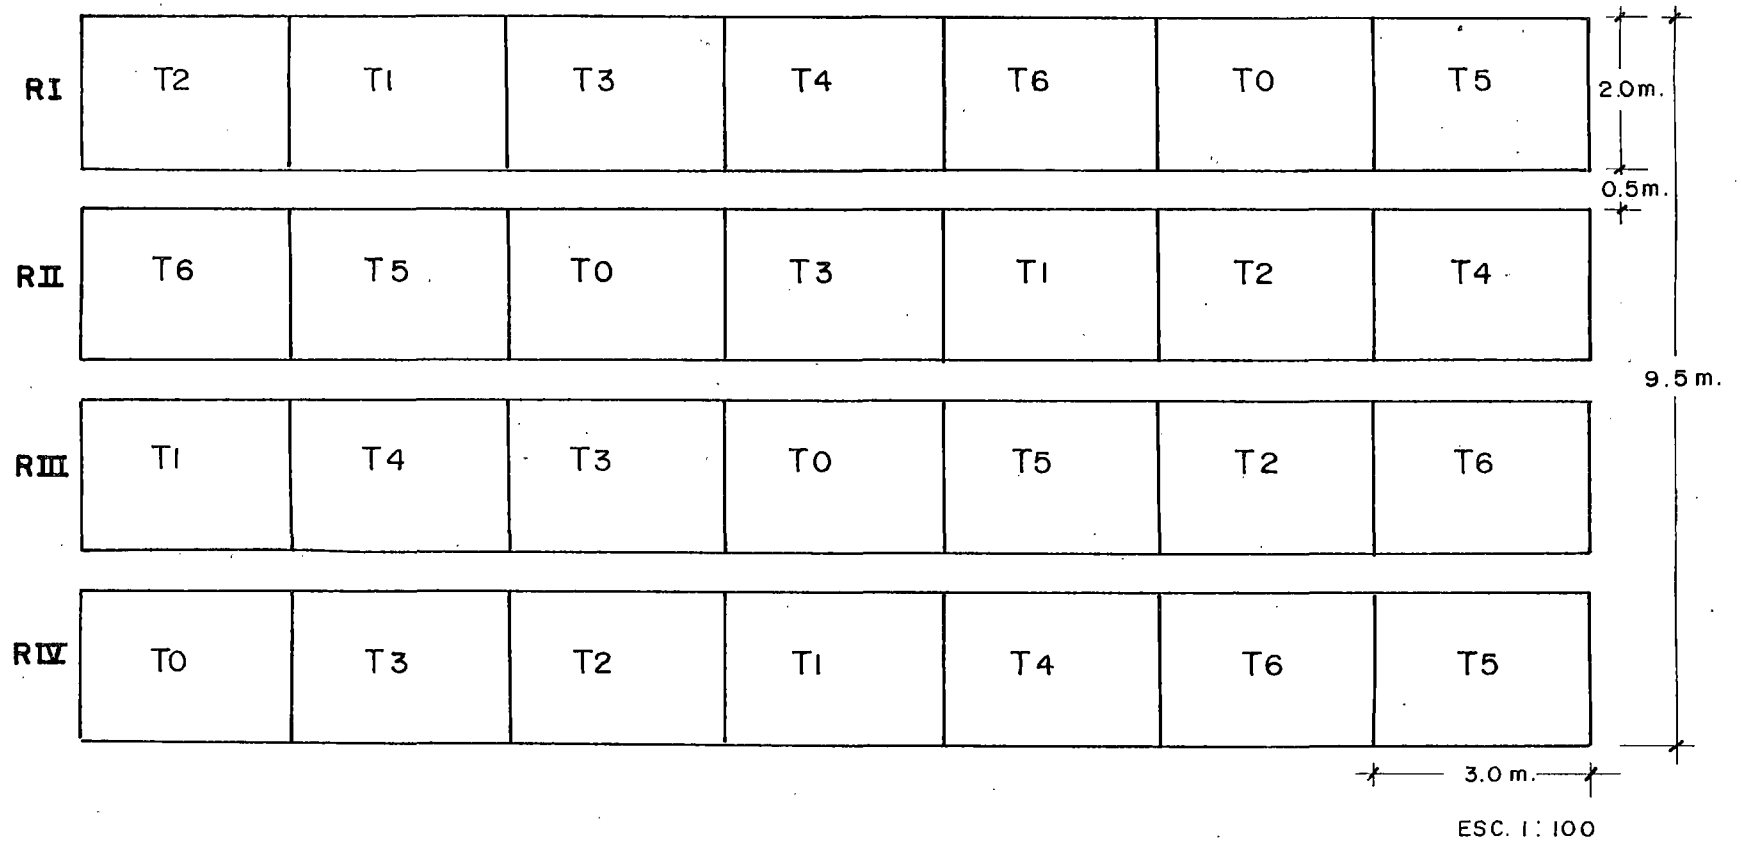 RI T2 T1 T3 T4 T6 T0 T5 2.0m.
0.5m.
RII T6 T5 T0 T3 T1 T2 T4
9.5m.
RIII T1 T4 T3 T0 T5 T2 T6
RIV T0 T3 T2 T1 T4 T6 T5
3.0 m.
ESC. 1:100